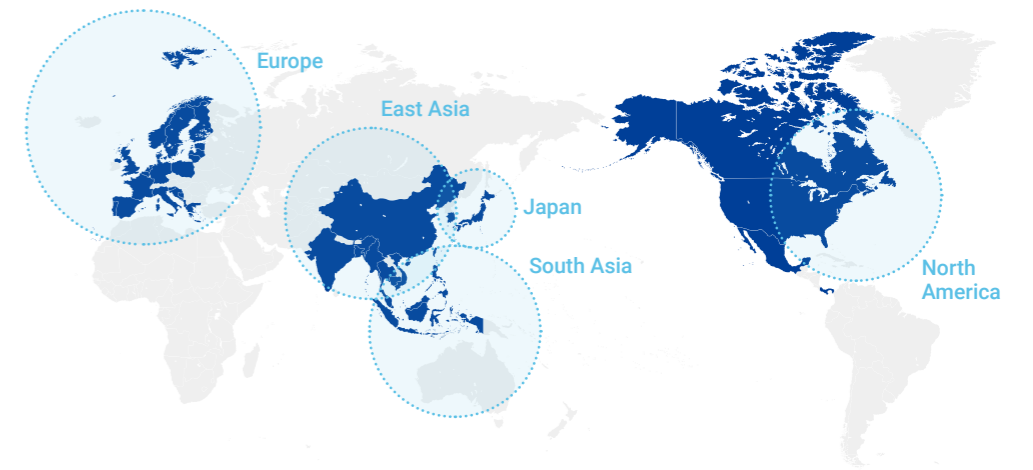 Europe
East Asia
Japan
South Asia
North
America